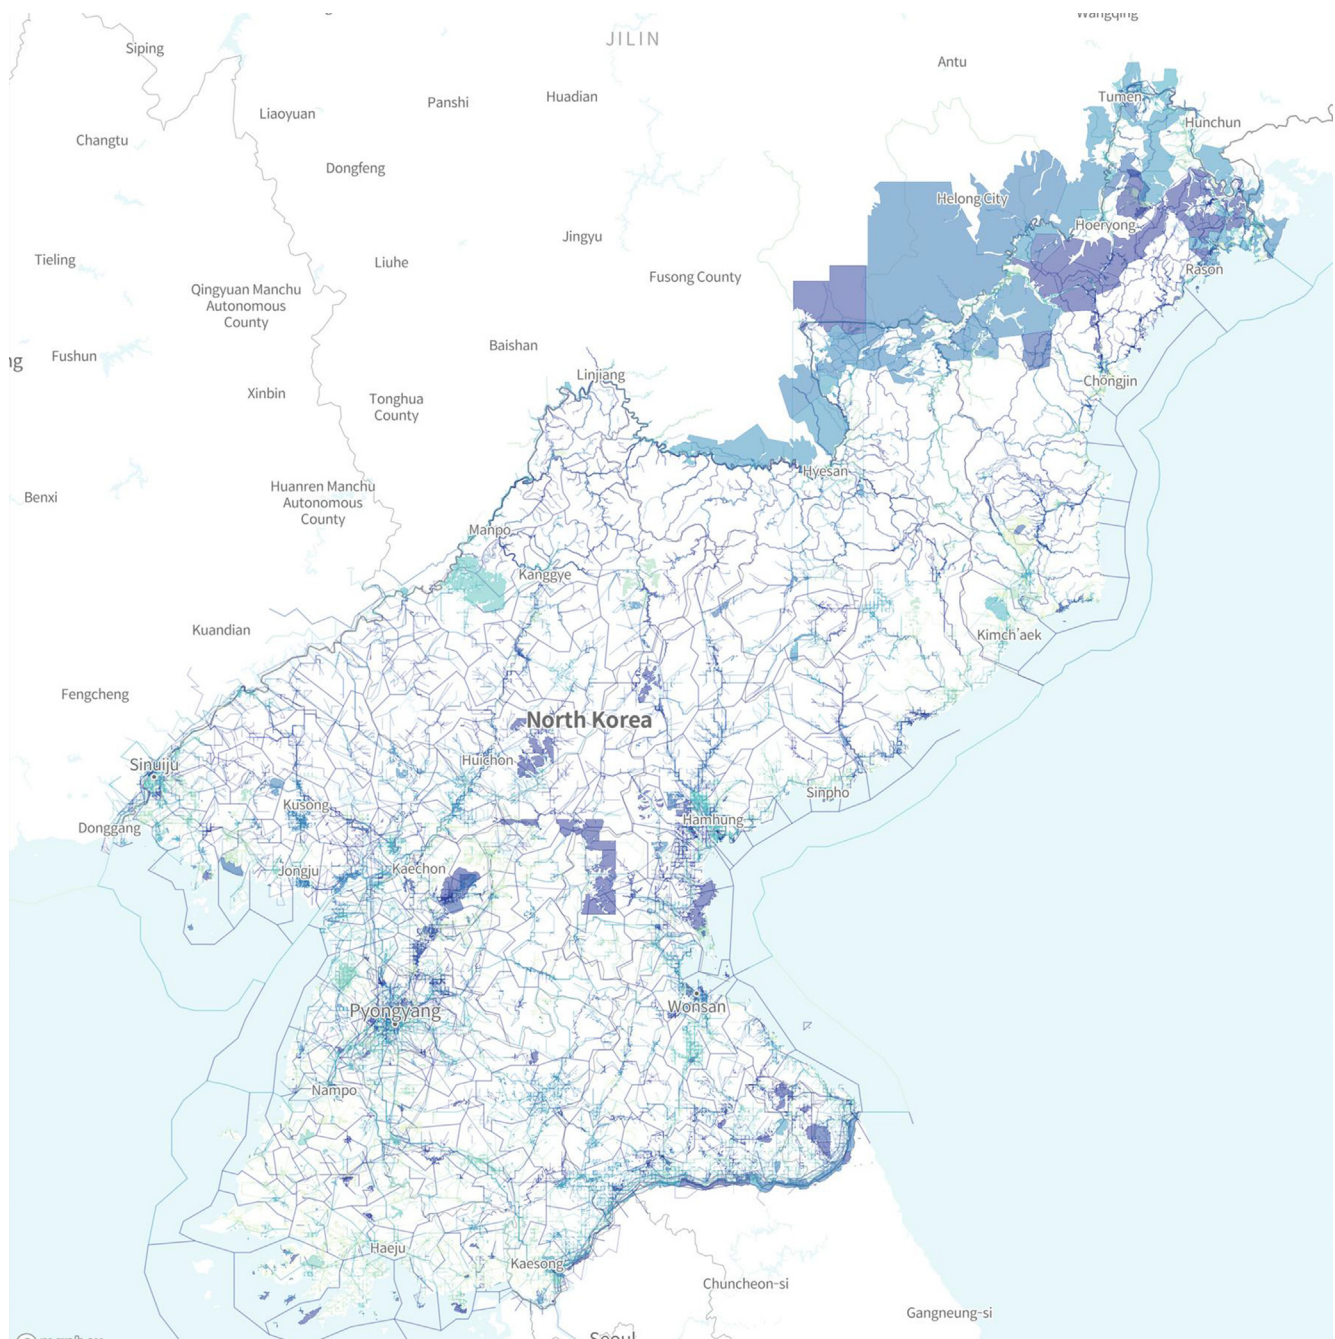 Wangqing
Siping
JILIN
Antu
Panshi
Huadian
Tumen
Liaoyuan
Hunchun
Changtu
Dongfeng
Helong City
Hoeryong
Jingyu
Tieling
Liuhe
Fusong County
Rason
Qingyuan Manchu
Autonomous
County
Baishan
Fushun
Linjiang
Chongjin
Xinbin
Tonghua
County
Hyesan
Huanren Manchu
Autonomous
County
Benxi
Manpo
Kanggye
Kuandian
Kimch'aek
Fengcheng
North Korea
Huichon
Sinuiju
Sinpho
Kusong
Hamhung
Donggang
Jongju
Kaechon
Wonsan
Pyongyang
Nampo
Haeju
Kaesong
Chuncheon-si
Gangneung-si
Seoul